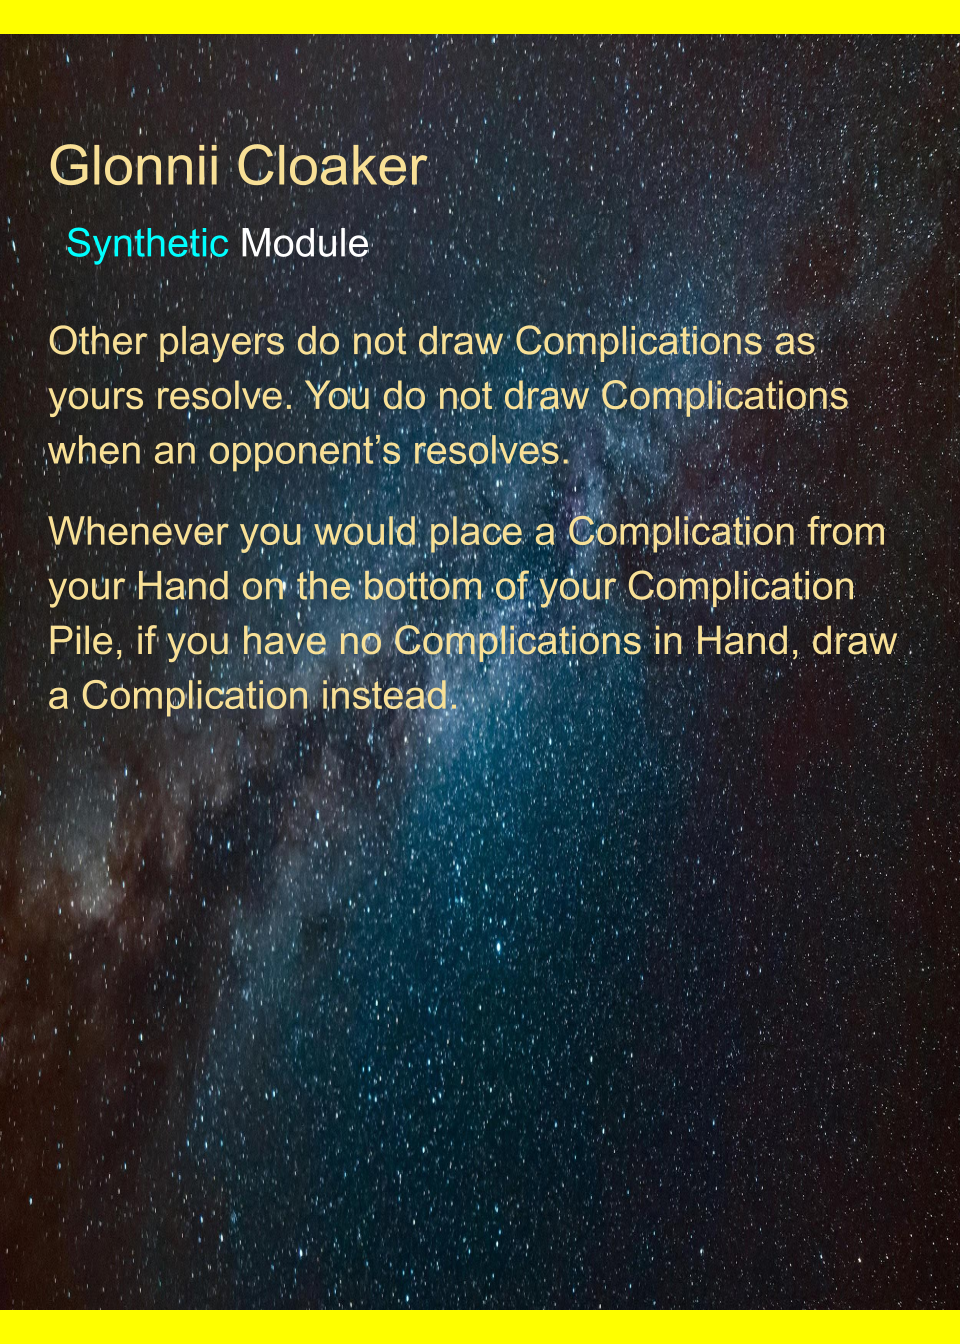 Glonnii Cloaker
Synthetic Module
Other players do not draw Complications as
yours resolve. You do not draw Complications
when an opponent’s resolves.
Whenever you would place a Complication from
your Hand on the bottom of your Complication
Pile, if you have no Complications in Hand, draw
a Complication instead.